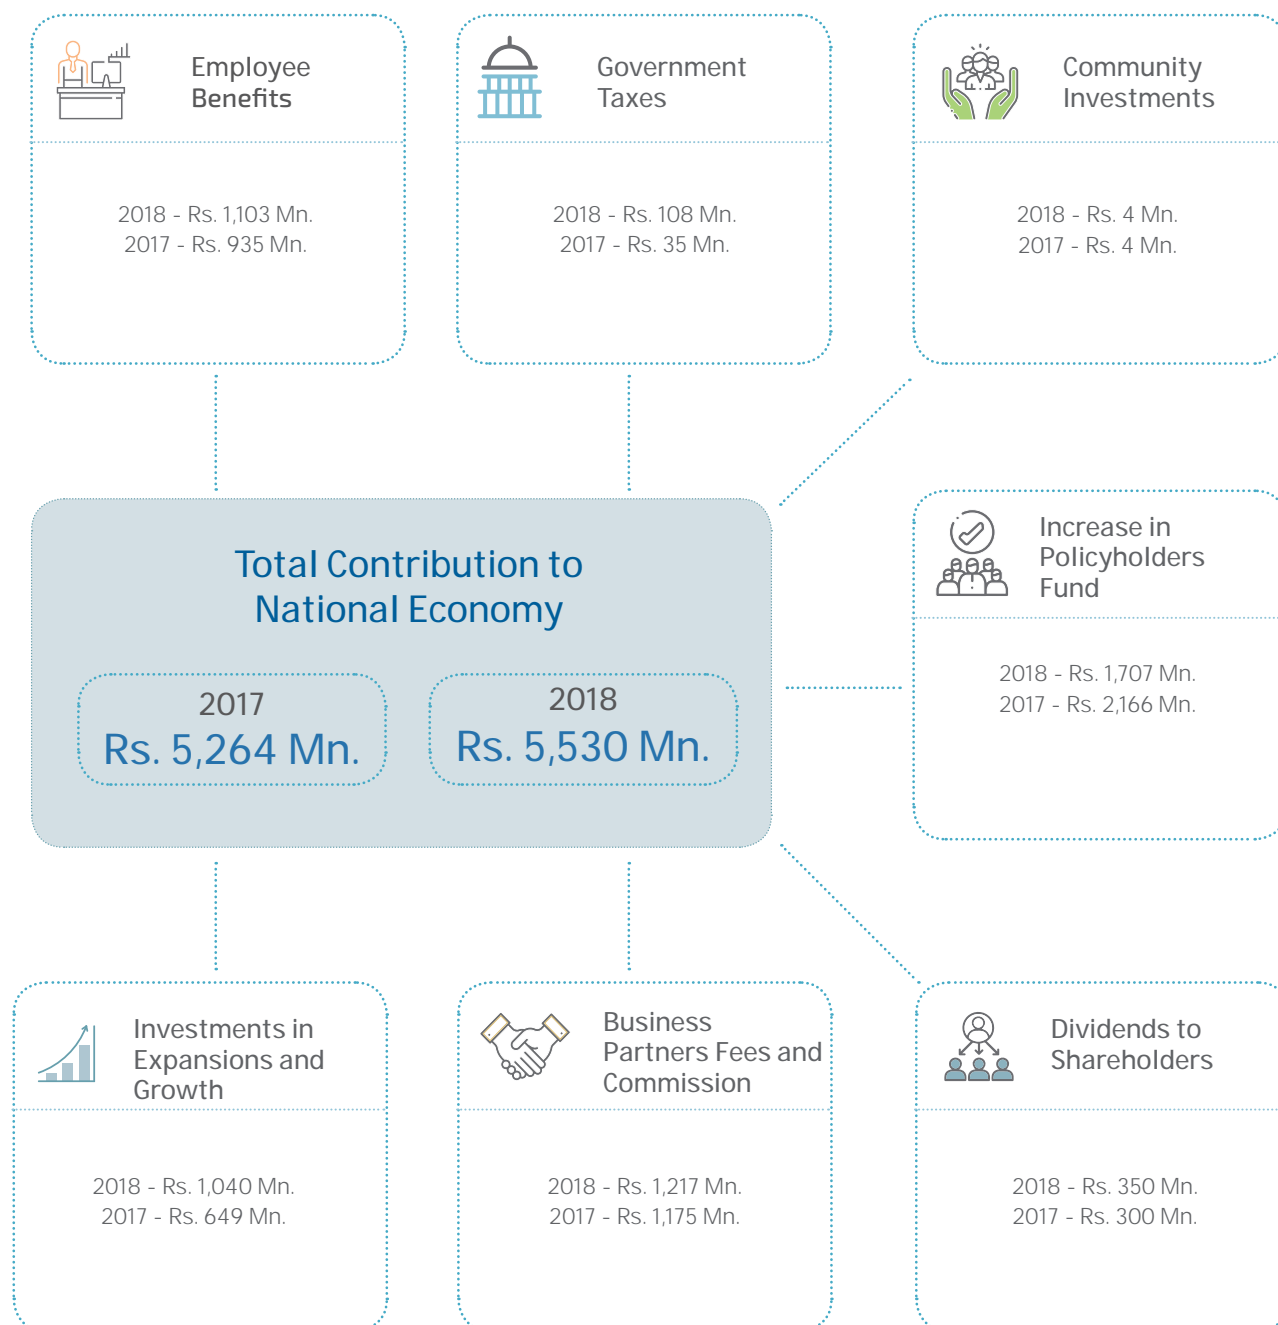 Employee
Benefits
2018 - Rs. 1,103 Mn.
2017 - Rs. 935 Mn.
Government
Taxes
2018 - Rs. 108 Mn.
2017 - Rs. 35 Mn.
Community
Investments
2018 - Rs. 4 Mn.
2017 - Rs. 4 Mn.
Total Contribution to
National Economy
2017
Rs. 5,264 Mn.
2018
Rs. 5,530 Mn.
Increase in
Policyholders
Fund
2018 - Rs. 1,707 Mn.
2017 - Rs. 2,166 Mn.
Investments in
Expansions and
Growth
2018 - Rs. 1,040 Mn.
2017 - Rs. 649 Mn.
Business
Partners Fees and
Commission
2018 - Rs. 1,217 Mn.
2017 - Rs. 1,175 Mn.
Dividends to
Shareholders
2018 - Rs. 350 Mn.
2017 - Rs. 300 Mn.